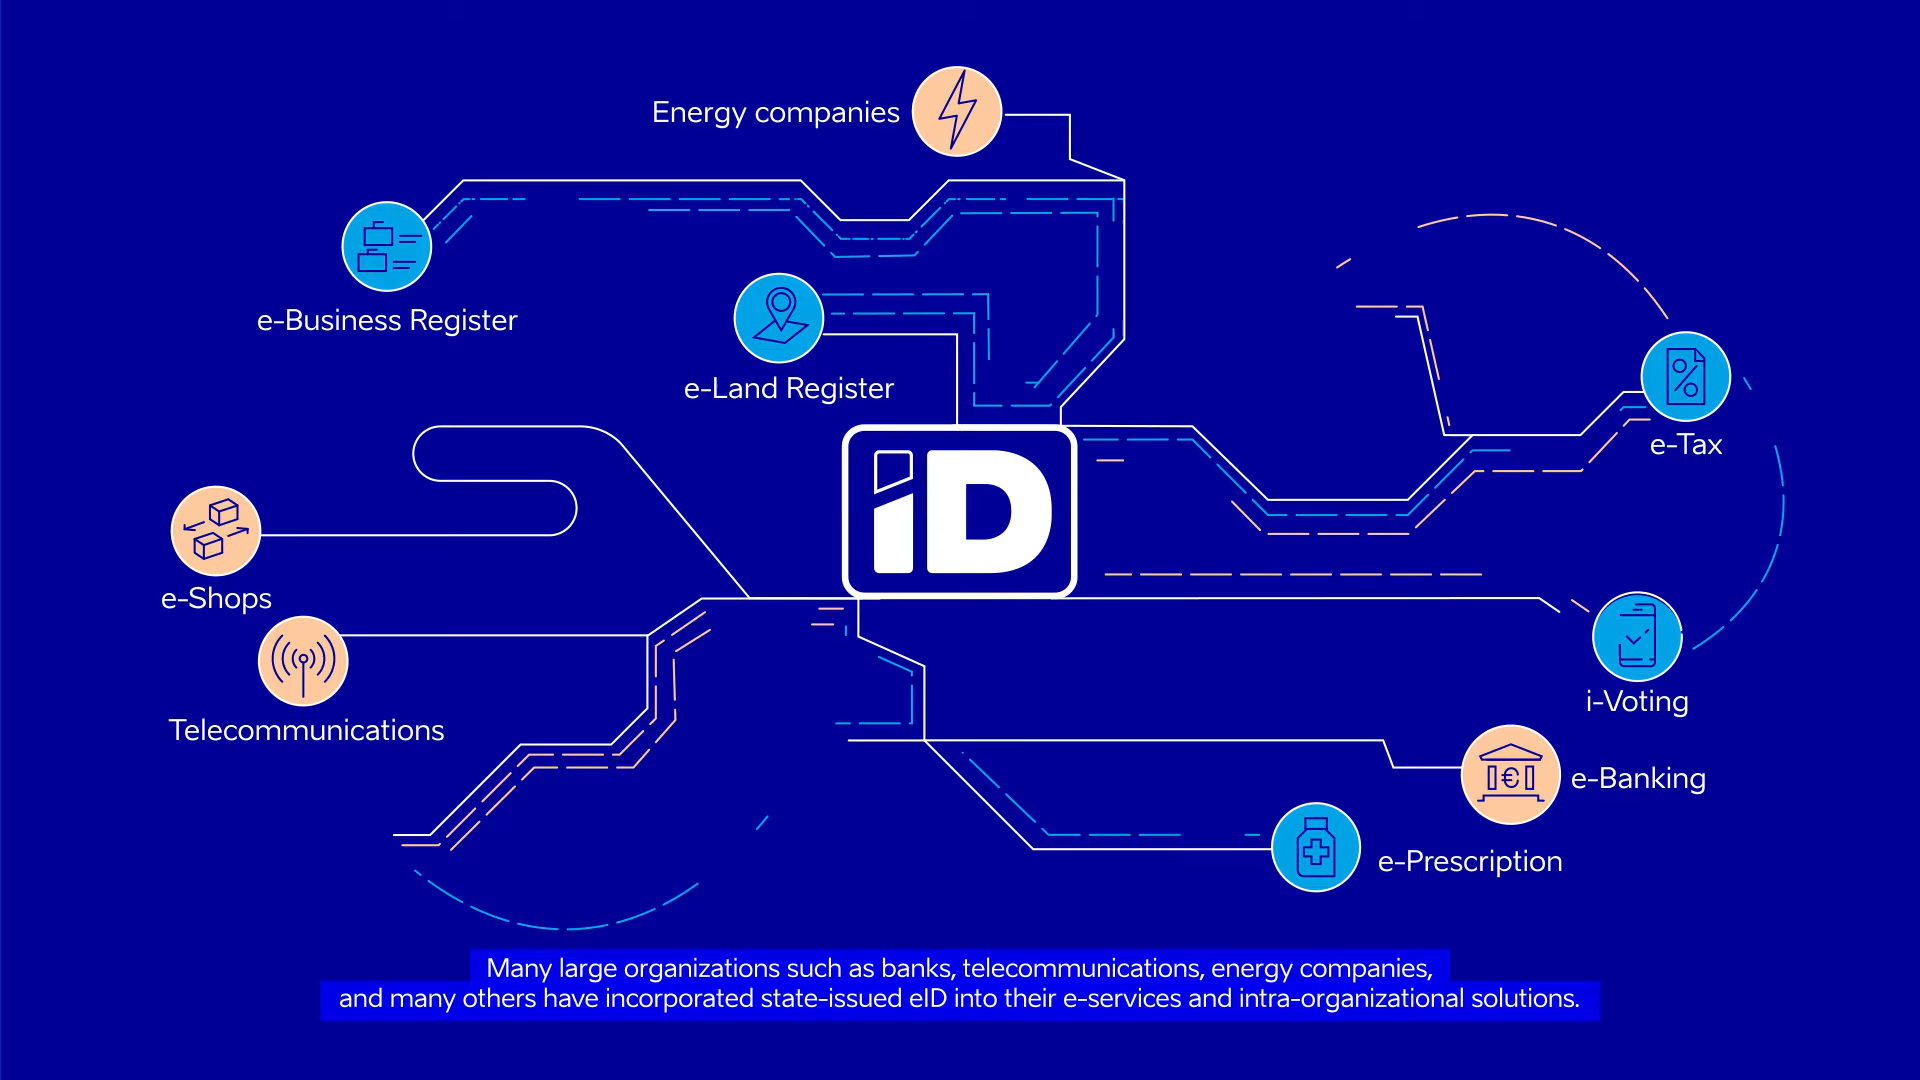 Energy companies
e-Business Register
e-Land Register
e-Tax
iD
e-Shops
Telecommunications
i-Voting
€
e-Banking
e-Prescription
Many large organizations such as banks, telecommunications, energy companies,
and many others have incorporated state-issued eID into their e-services and intra-organizational solutions.